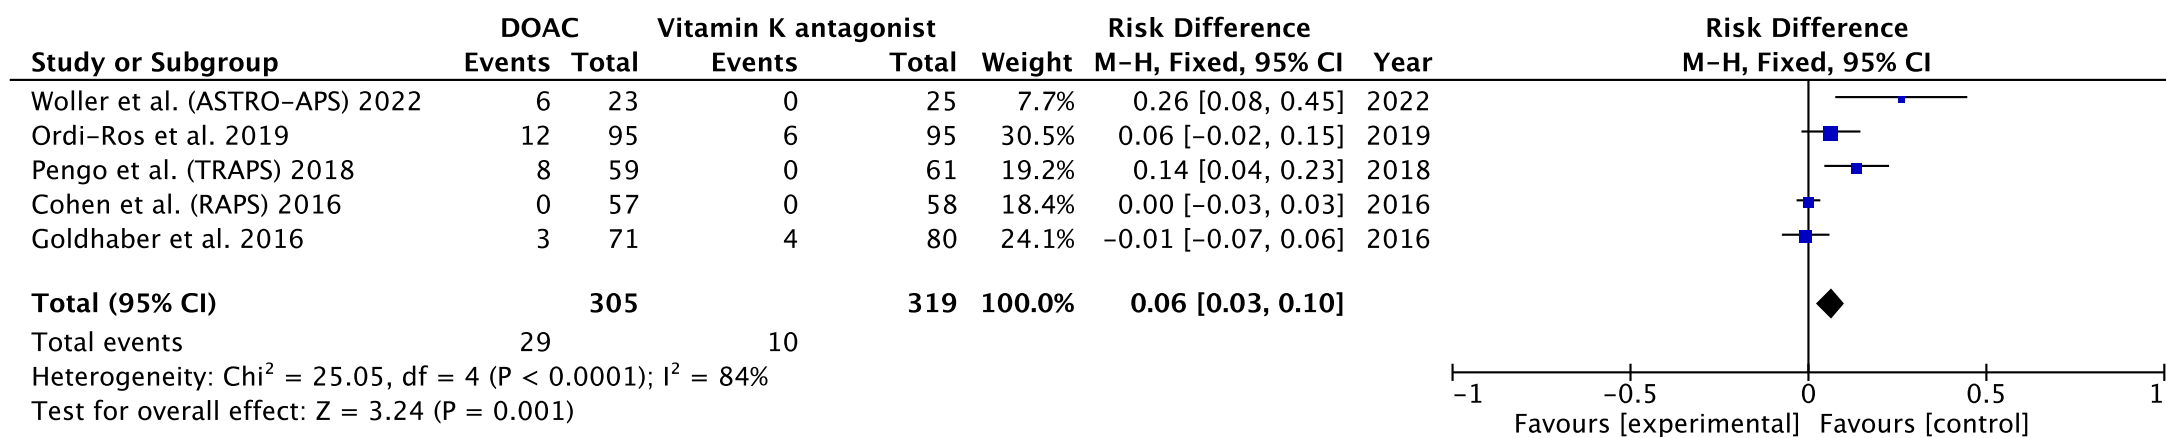 DOAC Vitamin K antagonist Risk Difference Risk Difference
Study or Subgroup Events Total Events Total Weight M-H, Fixed, 95% CI Year M-H, Fixed, 95% CI
Woller et al. (ASTRO-APS) 2022 6 23 0 25 7.7% 0.26 [0.08, 0.45] 2022
Ordi-Ros et al. 2019 12 95 6 95 30.5% 0.06 [-0.02, 0.15] 2019
Pengo et al. (TRAPS) 2018 8 59 0 61 19.2% 0.14 [0.04, 0.23] 2018
Cohen et al. (RAPS) 2016 0 57 0 58 18.4% 0.00 [-0.03, 0.03] 2016
Goldhaber et al. 2016 3 71 4 80 24.1% -0.01 [-0.07, 0.06] 2016
Total (95% CI) 305 319 100.0% 0.06 [0.03, 0.10]
Total events 29 10
Heterogeneity: Chi² = 25.05, df = 4 (P < 0.0001); I² = 84%
Test for overall effect: Z = 3.24 (P = 0.001)
-1 -0.5 0 0.5 1
Favours [experimental] Favours [control]